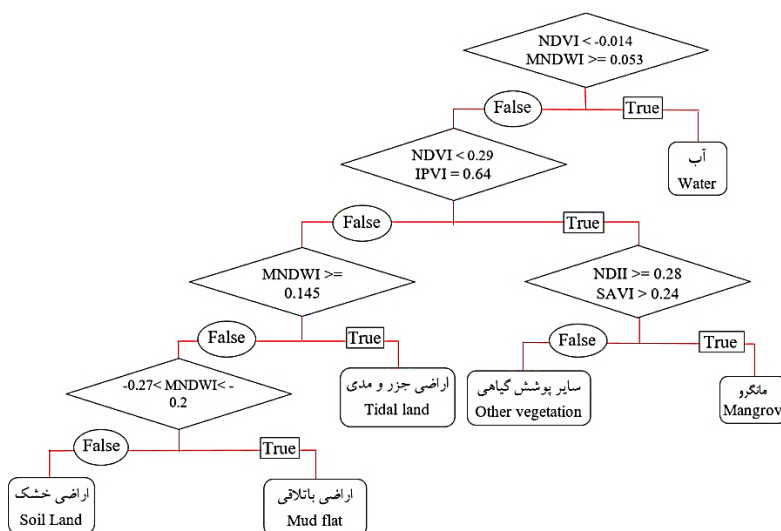 NDVI < -0.014
MNDWI >= 0.053
False
True
آب
Water
NDVI < 0.29
IPVI = 0.64
False
True
MNDWI >=
0.145
NDII >= 0.28
SAVI > 0.24
False
True
False
True
-0.27< MNDWI< -
0.2
اراضی جزر و مدی
Tidal land
سایر پوشش گیاهی
Other vegetation
مانگرو
Mangrov
False
True
اراضی خشک
Soil Land
اراضی باتلاقی
Mud flat